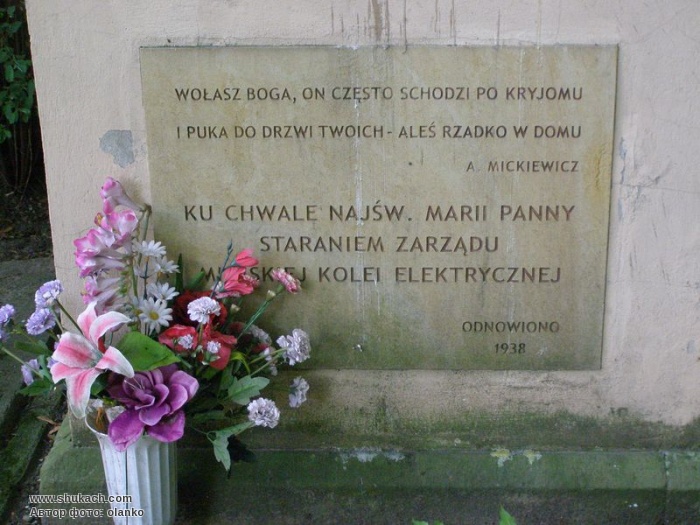 WOŁASZ BOGA, ON CZĘSTO SCHODZI PO KRYJOMU
I PUKA DO DRZWI TWOICH - ALEŚ RZADKO W DOMU
A. MICKIEWICZ
KU CHWALE NAJŚW. MARII PANNY
STARANIEM ZARZĄDU
MIEJSKIEJ KOLEI ELEKTRYCZNEJ
ODNOWIONO
1938
www.shukach.com
Автор фото: olanko